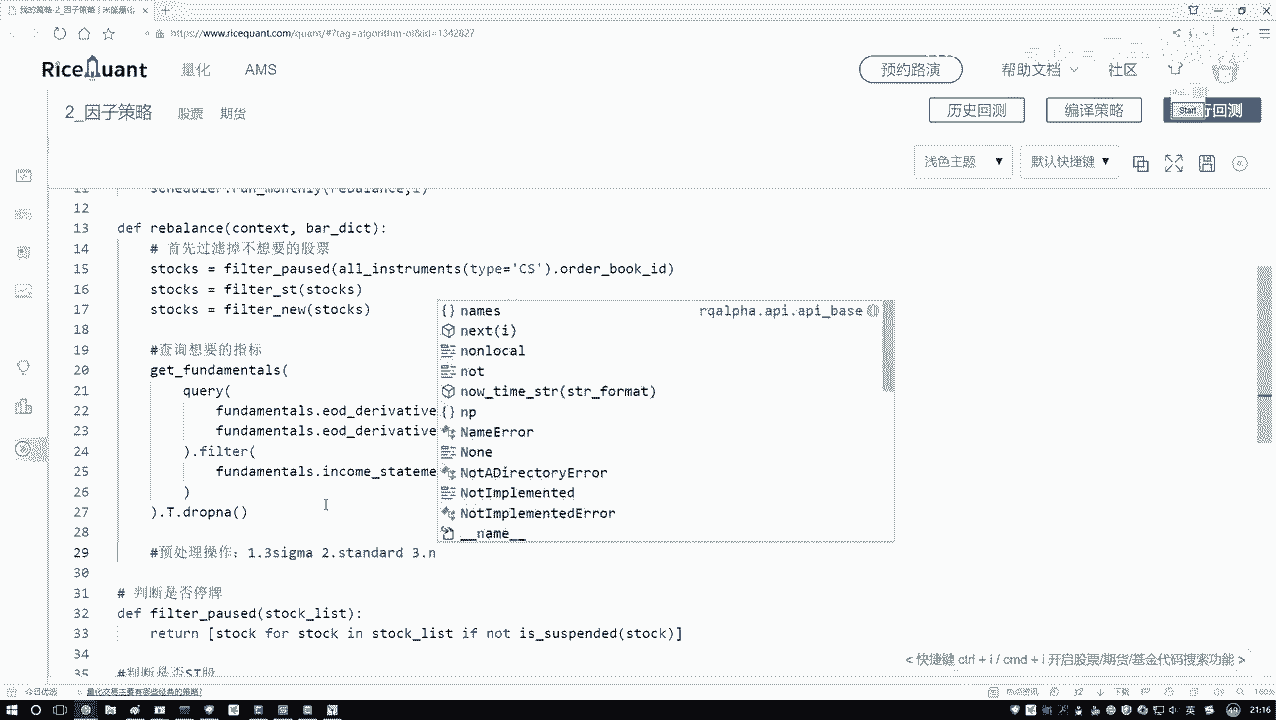 我的策略-2_因子策略 | 米筐量化
https://www.ricequant.com/quant/#?tag=algorithm-of&id=1342827
RiceQuant 量化 AMS 预约路演 帮助文档 社区
2_因子策略 股票 期货 历史回测 编译策略 行回测
Start
浅色主题 默认快捷键
11 scheduler.run_monthly(rebalance,1)
12
13 def rebalance(context, bar_dict):
14 # 首先过滤掉不想要的股票
15 stocks = filter_paused(all_instruments(type='CS').order_book_id)
16 stocks = filter_st(stocks)
17 stocks = filter_new(stocks)
18
19 #查询想要的指标
20 get_fundamentals(
21 query(
22 fundamentals.eod_derivative
23 fundamentals.eod_derivative
24 ).filter(
25 fundamentals.income_stateme
26 )
27 ).T.dropna()
28
29 #预处理操作：1.3sigma 2.standard 3.n
30
31 # 判断是否停牌
32 def filter_paused(stock_list):
33 return [stock for stock in stock_list if not is_suspended(stock)]
34
35 #判断是否ST股
{} names rqalpha.api.api_base
next(i)
nonlocal
not
now_time_str(str_format)
{} np
NameError
None
NotADirectoryError
NotImplemented
NotImplementedError
__name__
< 快捷键 ctrl + i / cmd + i 开启股票/期货/基金代码搜索功能 >
今日优选 量化交易主要有哪些经典的策略?
下载 100%
英 21:16